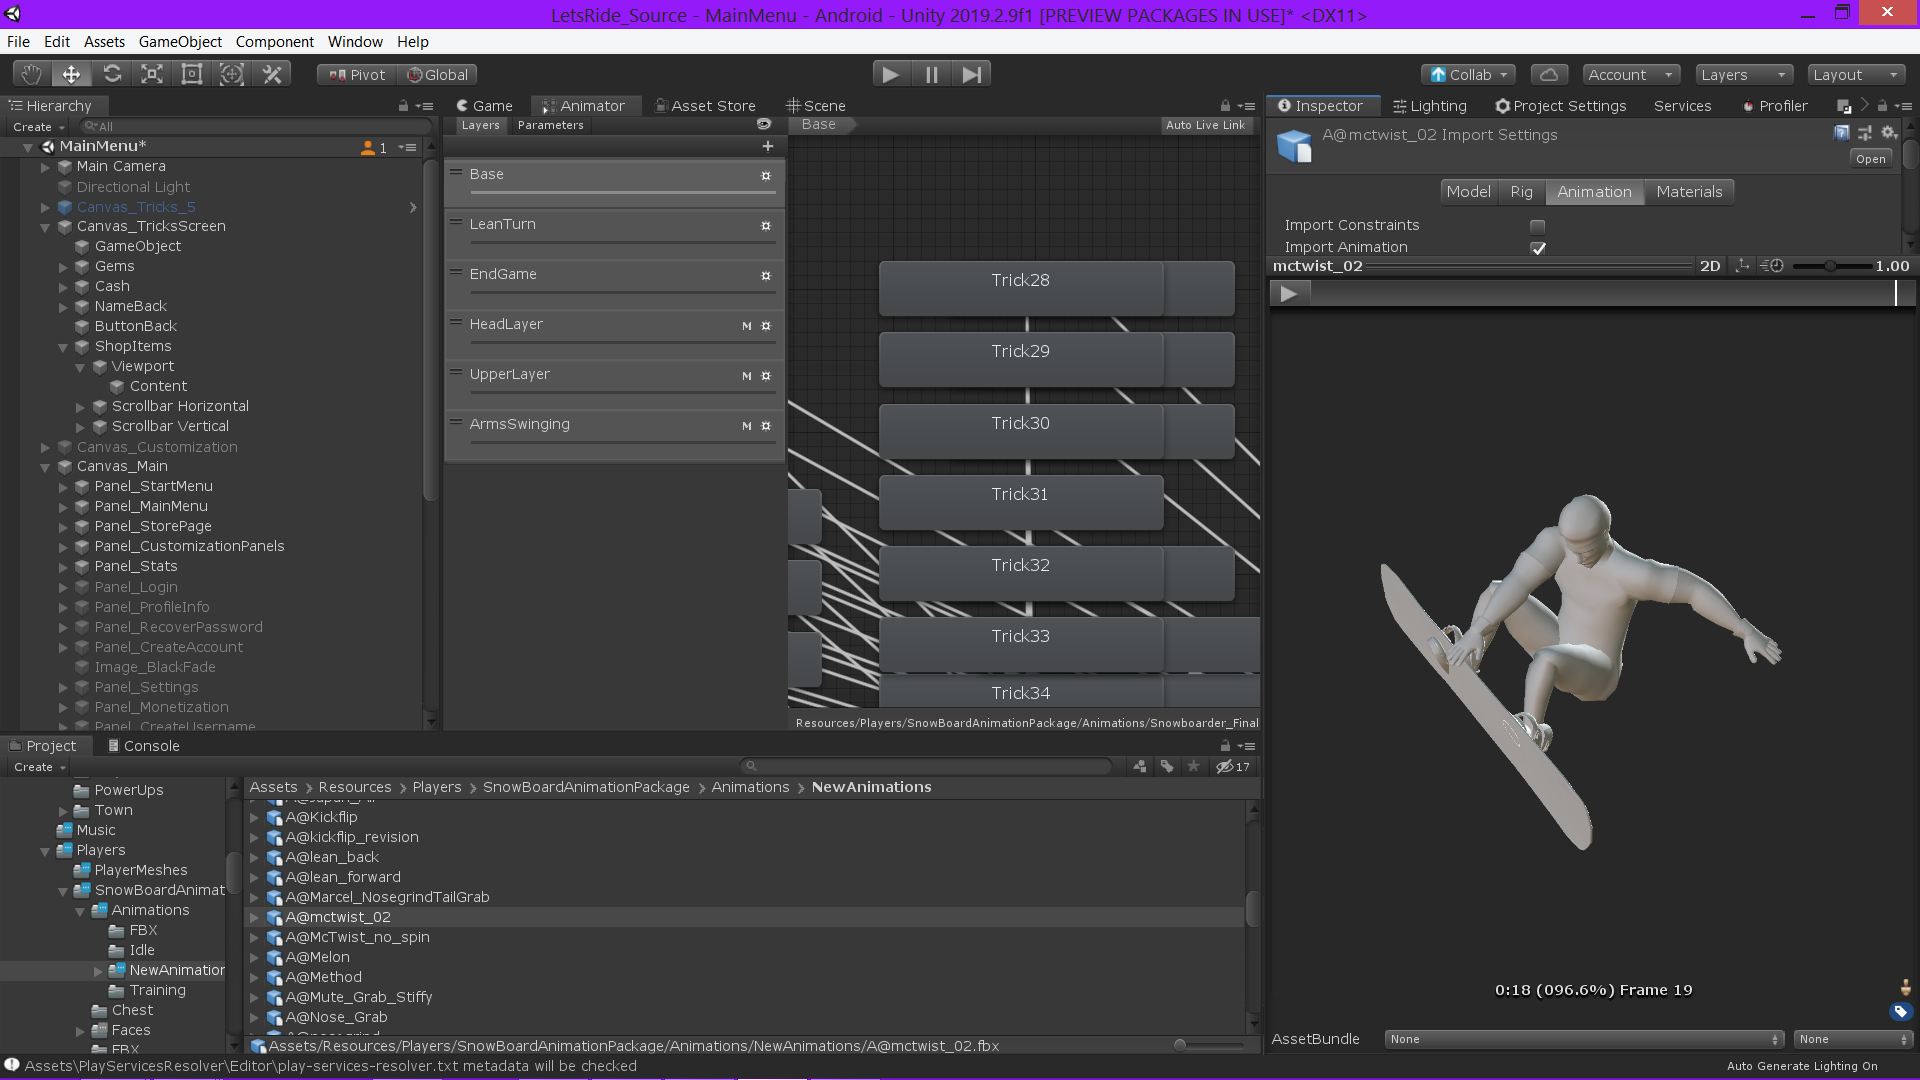 LetsRide_Source - MainMenu - Android - Unity 2019.2.9f1 [PREVIEW PACKAGES IN USE]* <DX11>
File Edit Assets GameObject Component Window Help
Pivot Global Collab Account Layers Layout
Hierarchy
Create All
MainMenu* 1
Main Camera
Directional Light
Canvas_Tricks_5
Canvas_TricksScreen
GameObject
Gems
Cash
NameBack
ButtonBack
ShopItems
Viewport
Content
Scrollbar Horizontal
Scrollbar Vertical
Canvas_Customization
Canvas_Main
Panel_StartMenu
Panel_MainMenu
Panel_StorePage
Panel_CustomizationPanels
Panel_Stats
Panel_Login
Panel_ProfileInfo
Panel_RecoverPassword
Panel_CreateAccount
Image_BlackFade
Panel_Settings
Panel_Monetization
Panel_CreateUsername
Game Animator Asset Store Scene
Layers Parameters Base Auto Live Link
Base
LeanTurn
EndGame
HeadLayer M
UpperLayer M
ArmsSwinging M
Trick28
Trick29
Trick30
Trick31
Trick32
Trick33
Trick34
Resources/Players/SnowBoardAnimationPackage/Animations/Snowboarder_Final
Inspector Lighting Project Settings Services Profiler
A@mctwist_02 Import Settings
Open
Model Rig Animation Materials
Import Constraints
Import Animation
mctwist_02 2D 1.00
0:18 (096.6%) Frame 19
AssetBundle None None
Project Console
Create 17
PowerUps
Town
Music
Players
PlayerMeshes
SnowBoardAnimat
Animations
FBX
Idle
NewAnimation
Training
Chest
Faces
FBX
Assets Resources Players SnowBoardAnimationPackage Animations NewAnimations
A@Kickflip
A@kickflip_revision
A@lean_back
A@lean_forward
A@Marcel_NosegrindTailGrab
A@mctwist_02
A@McTwist_no_spin
A@Melon
A@Method
A@Mute_Grab_Stiffy
A@Nose_Grab
Assets/Resources/Players/SnowBoardAnimationPackage/Animations/NewAnimations/A@mctwist_02.fbx
Assets\PlayServicesResolver\Editor\play-services-resolver.txt metadata will be checked
Auto Generate Lighting On